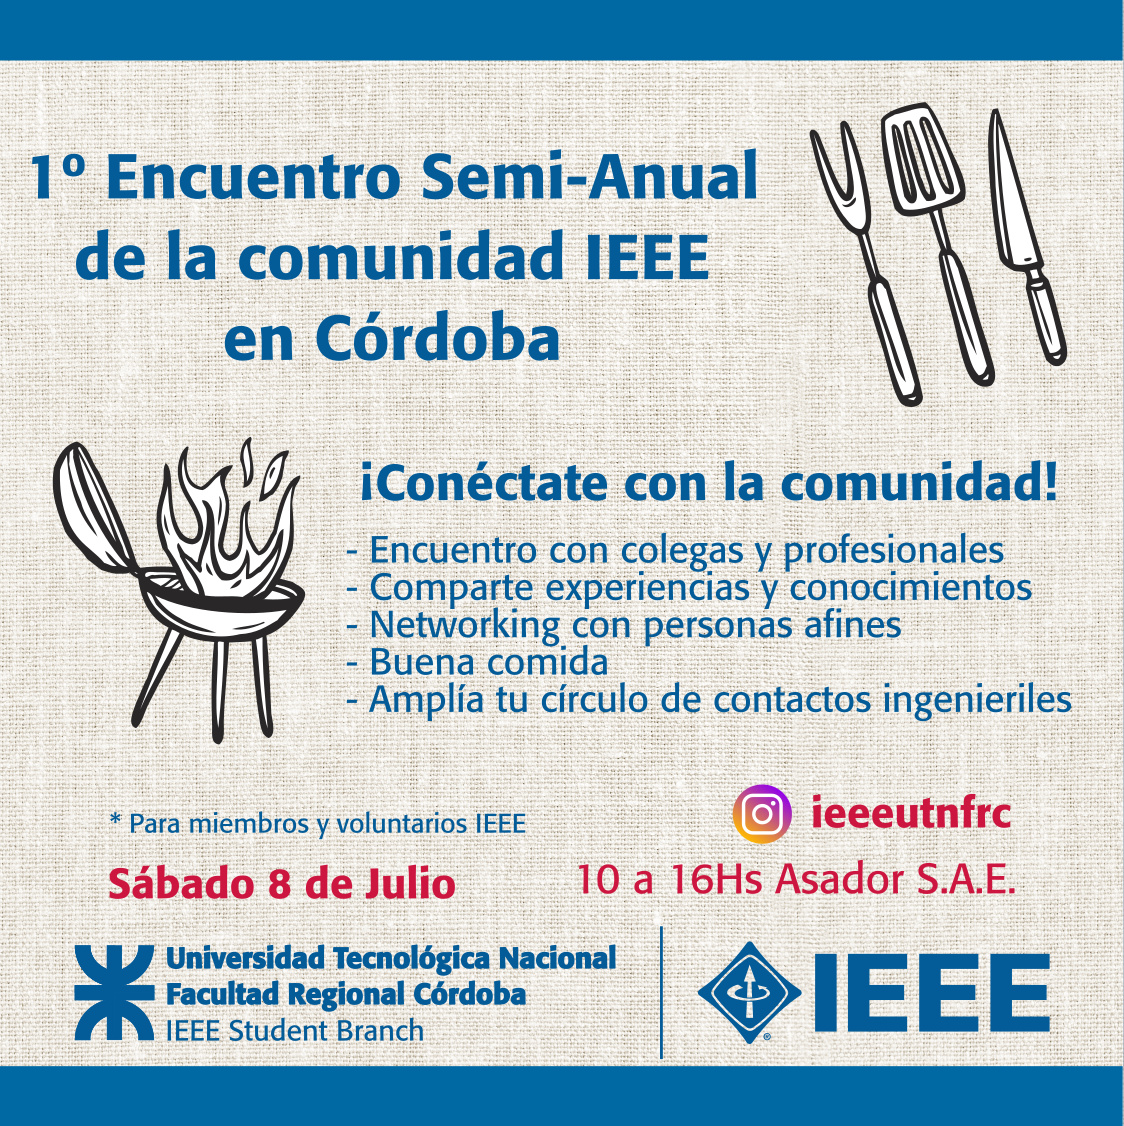 1º Encuentro Semi-Anual
de la comunidad IEEE
en Córdoba
¡Conéctate con la comunidad!
- Encuentro con colegas y profesionales
- Comparte experiencias y conocimientos
- Networking con personas afines
- Buena comida
- Amplía tu círculo de contactos ingenieriles
* Para miembros y voluntarios IEEE
ieeeutnfrc
Sábado 8 de Julio
10 a 16Hs Asador S.A.E.
Universidad Tecnológica Nacional
Facultad Regional Córdoba
IEEE Student Branch
IEEE
®